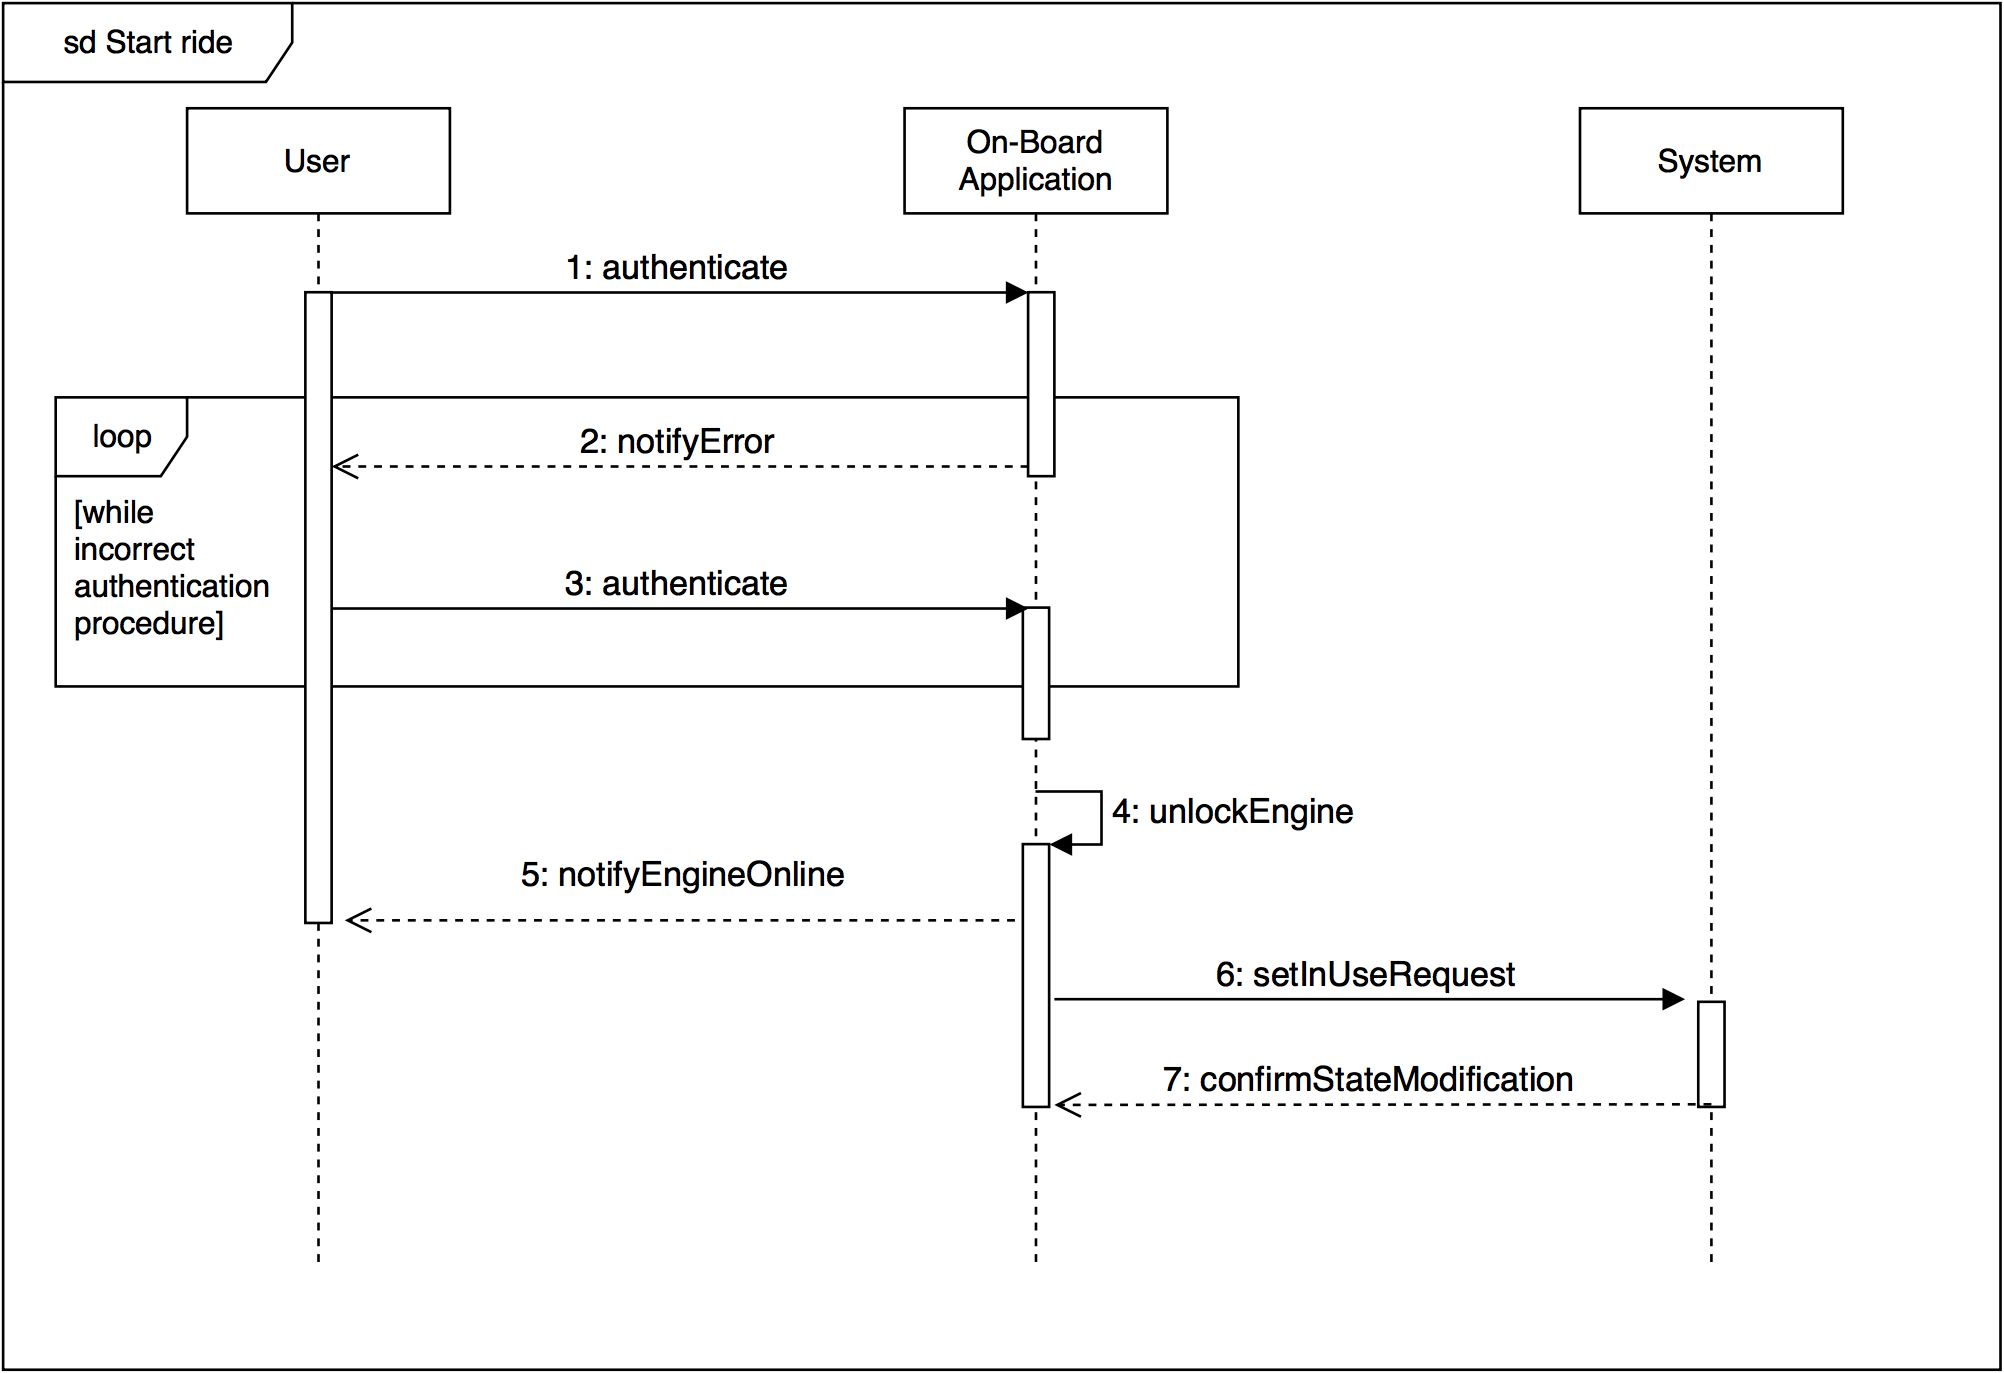 sd Start ride
User
On-Board
Application
System
1: authenticate
loop
2: notifyError
[while
incorrect
authentication
procedure]
3: authenticate
4: unlockEngine
5: notifyEngineOnline
6: setInUseRequest
7: confirmStateModification